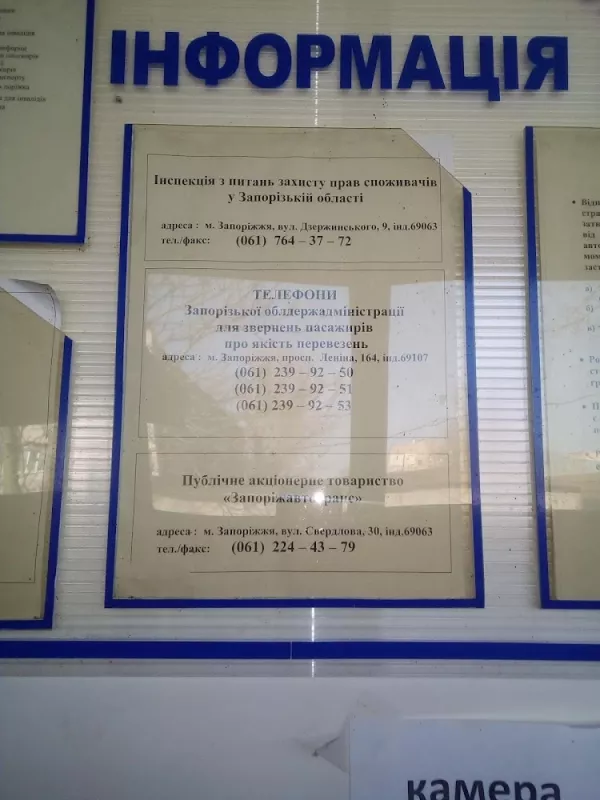 ІНФОРМАЦІЯ
Інспекція з питань захисту прав споживачів
у Запорізькій області
адреса : м. Запоріжжя, вул. Дзержинського, 9, інд.69063
тел./факс: (061) 764 – 37 – 72
ТЕЛЕФОНИ
Запорізької облдержадміністрації
для звернень пасажирів
про якість перевезень
адреса : м. Запоріжжя, просп. Леніна, 164, інд.69107
(061) 239 – 92 – 50
(061) 239 – 92 – 51
(061) 239 – 92 – 53
Публічне акціонерне товариство
«Запоріжавтотранс»
адреса : м. Запоріжжя, вул. Свердлова, 30, інд.69063
тел./факс: (061) 224 – 43 – 79
камера